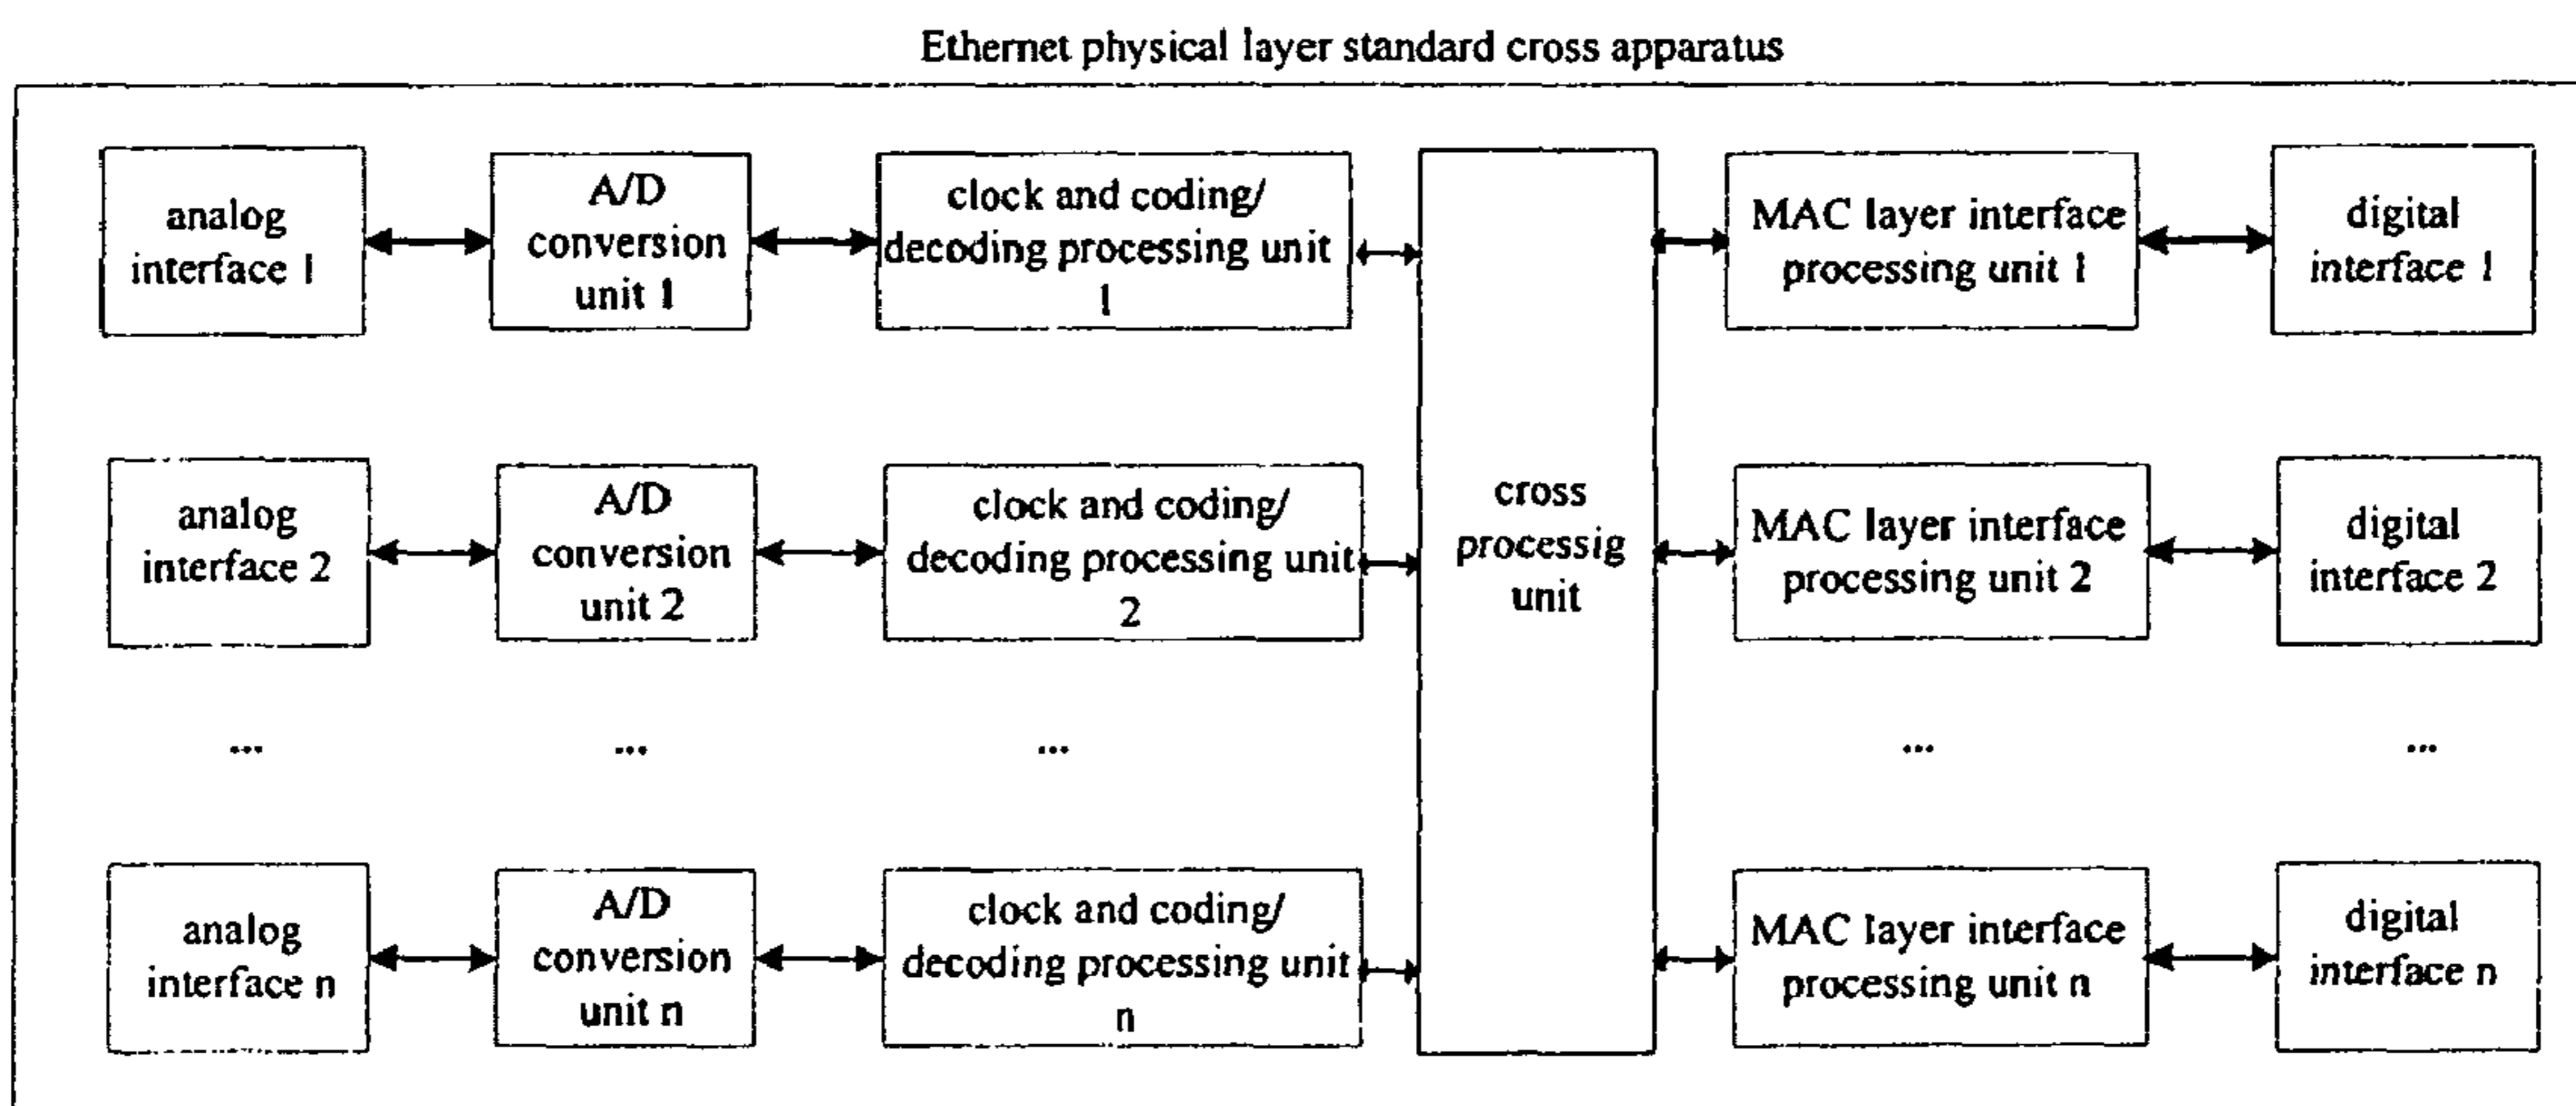 Ethernet physical layer standard cross apparatus
analog
interface 1
A/D
conversion
unit 1
clock and coding/
decoding processing unit
1
MAC layer interface
processing unit 1
digital
interface 1
analog
interface 2
A/D
conversion
unit 2
clock and coding/
decoding processing unit
2
cross
processig
unit
MAC layer interface
processing unit 2
digital
interface 2
...
...
...
...
...
analog
interface n
A/D
conversion
unit n
clock and coding/
decoding processing unit
n
MAC layer interface
processing unit n
digital
interface n